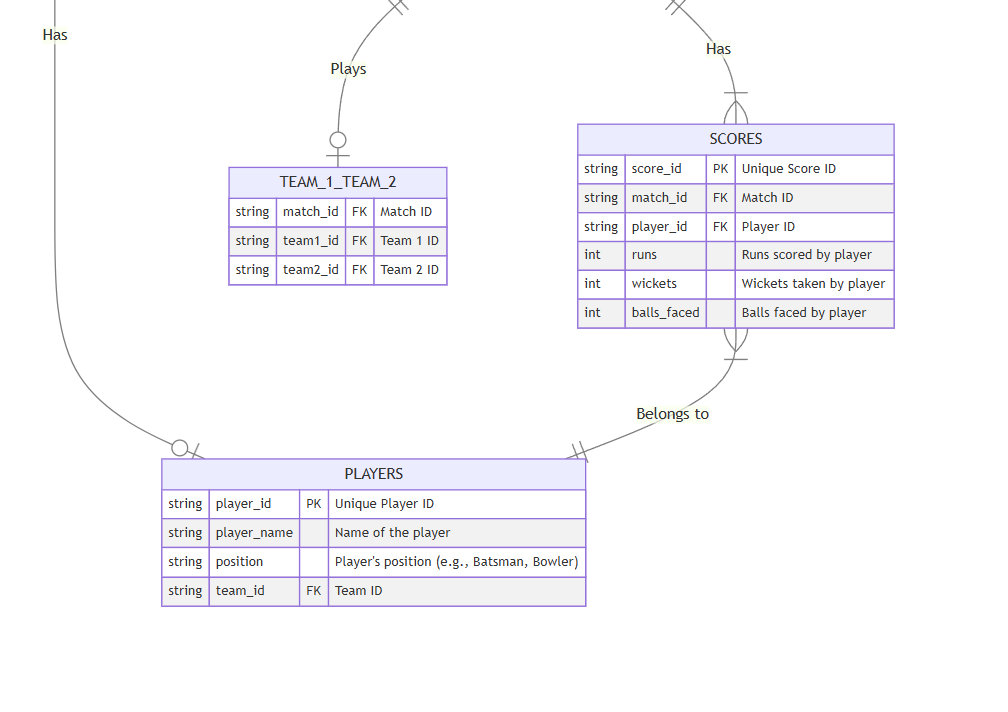 Has
Has
Plays
SCORES
string score_id PK Unique Score ID
string match_id FK Match ID
string player_id FK Player ID
int runs Runs scored by player
int wickets Wickets taken by player
int balls_faced Balls faced by player
TEAM_1_TEAM_2
string match_id FK Match ID
string team1_id FK Team 1 ID
string team2_id FK Team 2 ID
Belongs to
PLAYERS
string player_id PK Unique Player ID
string player_name Name of the player
string position Player's position (e.g., Batsman, Bowler)
string team_id FK Team ID